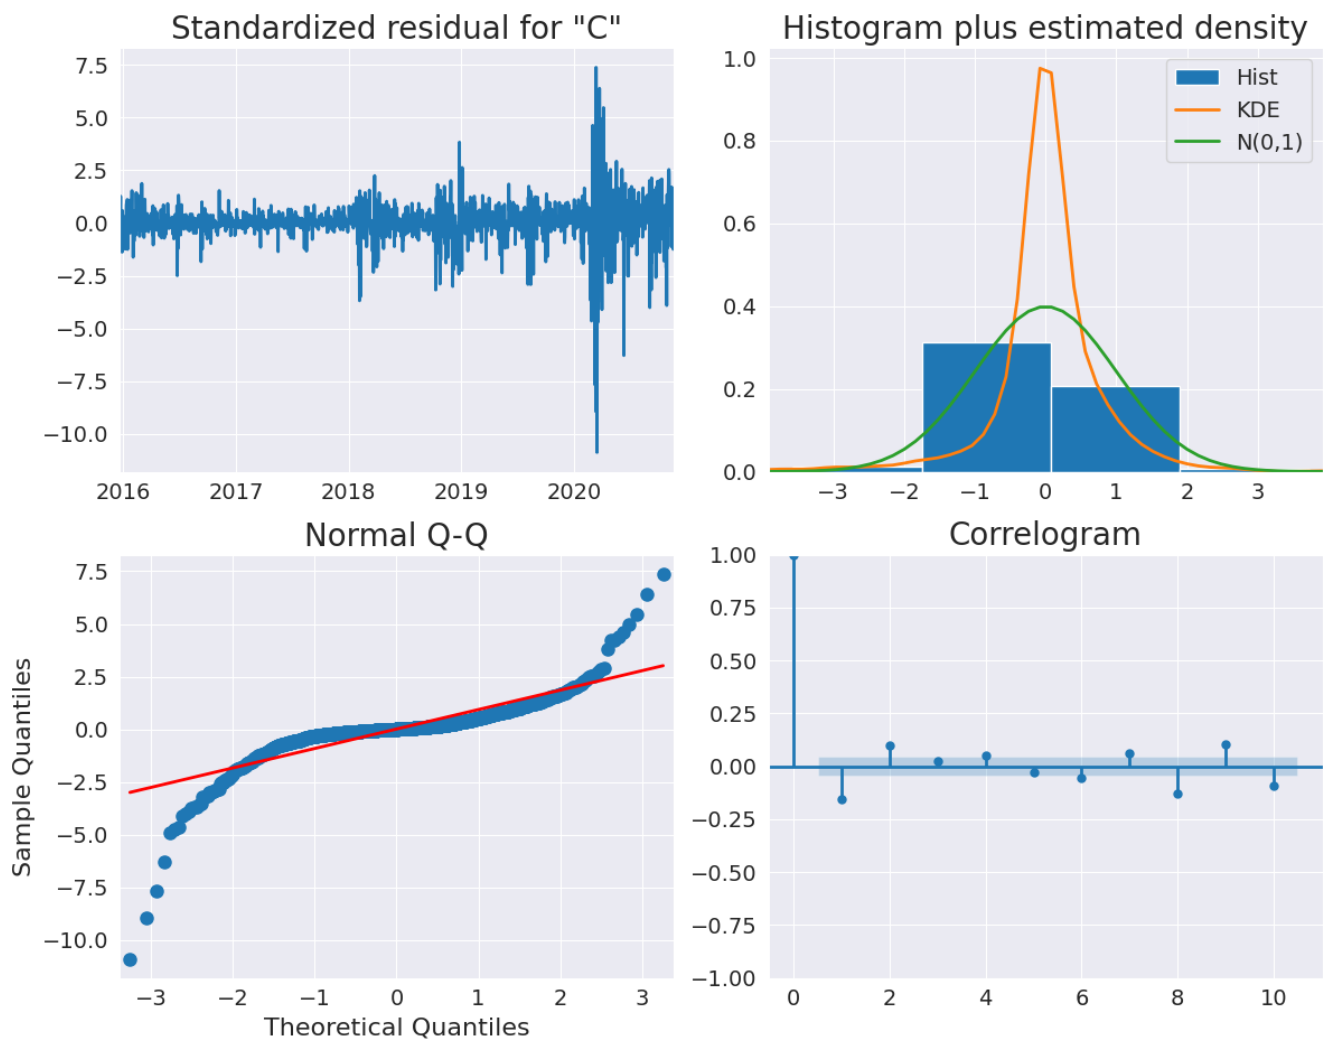 Standardized residual for "C"
7.5
5.0
2.5
0.0
−2.5
−5.0
−7.5
−10.0
2016 2017 2018 2019 2020
Histogram plus estimated density
1.0
0.8
0.6
0.4
0.2
0.0
−3 −2 −1 0 1 2 3
Hist
KDE
N(0,1)
Normal Q-Q
Sample Quantiles
7.5
5.0
2.5
0.0
−2.5
−5.0
−7.5
−10.0
−3 −2 −1 0 1 2 3
Theoretical Quantiles
Correlogram
1.00
0.75
0.50
0.25
0.00
−0.25
−0.50
−0.75
−1.00
0 2 4 6 8 10